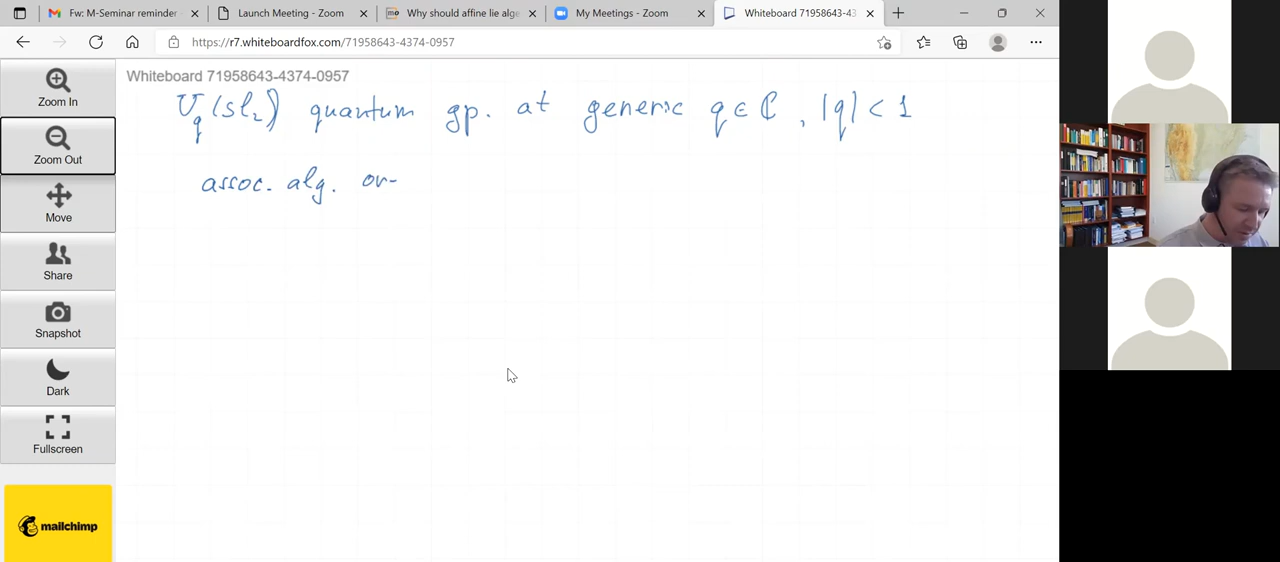 Fw: M-Seminar reminder
Launch Meeting - Zoom
Why should affine lie alge
My Meetings - Zoom
Whiteboard 71958643-43
https://r7.whiteboardfox.com/71958643-4374-0957
Whiteboard 71958643-4374-0957
Zoom In
Zoom Out
Move
Share
Snapshot
Dark
Fullscreen
mailchimp
U_q(sl_2) quantum gp. at generic q ∈ ℂ, |q| < 1
assoc. alg. ov-